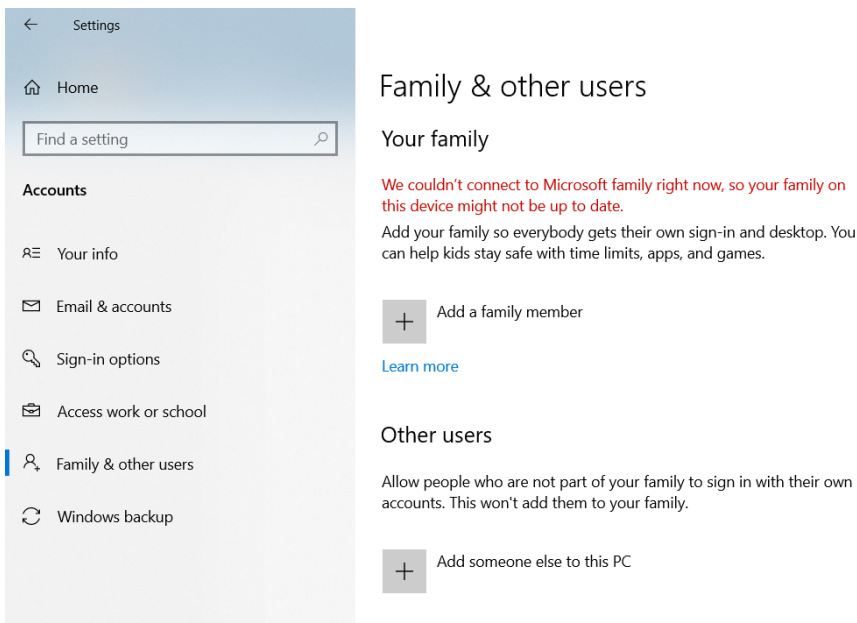 Settings
Home
Find a setting
Accounts
Your info
Email & accounts
Sign-in options
Access work or school
Family & other users
Windows backup
Family & other users
Your family
We couldn't connect to Microsoft family right now, so your family on
this device might not be up to date.
Add your family so everybody gets their own sign-in and desktop. You
can help kids stay safe with time limits, apps, and games.
Add a family member
Learn more
Other users
Allow people who are not part of your family to sign in with their own
accounts. This won't add them to your family.
Add someone else to this PC